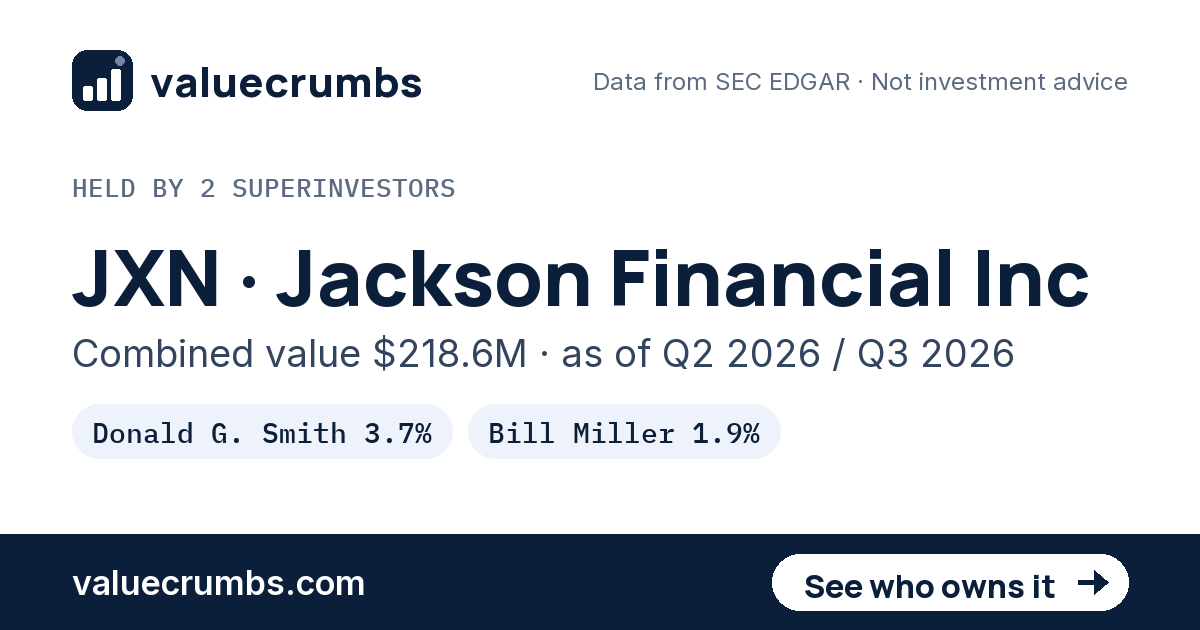 valuecrumbs
Data from SEC EDGAR · Not investment advice
HELD BY 2 SUPERINVESTORS
JXN · Jackson Financial Inc
Combined value $218.6M · as of Q2 2026 / Q3 2026
Donald G. Smith 3.7%
Bill Miller 1.9%
valuecrumbs.com
See who owns it →